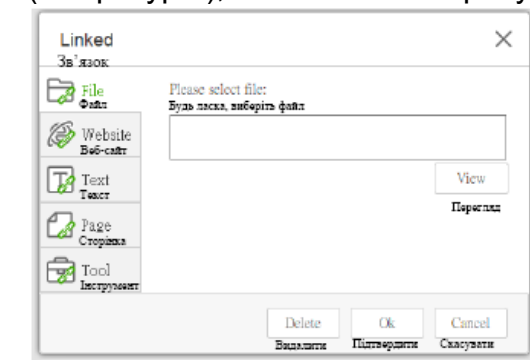 Linked
Зв'язок
File
Файл
Please select file:
Будь ласка, виберіть файл
Website
Веб-сайт
Text
Текст
View
Перегляд
Page
Сторінка
Tool
Інструмент
Delete
Видалити
Ok
Підтвердити
Cancel
Скасувати